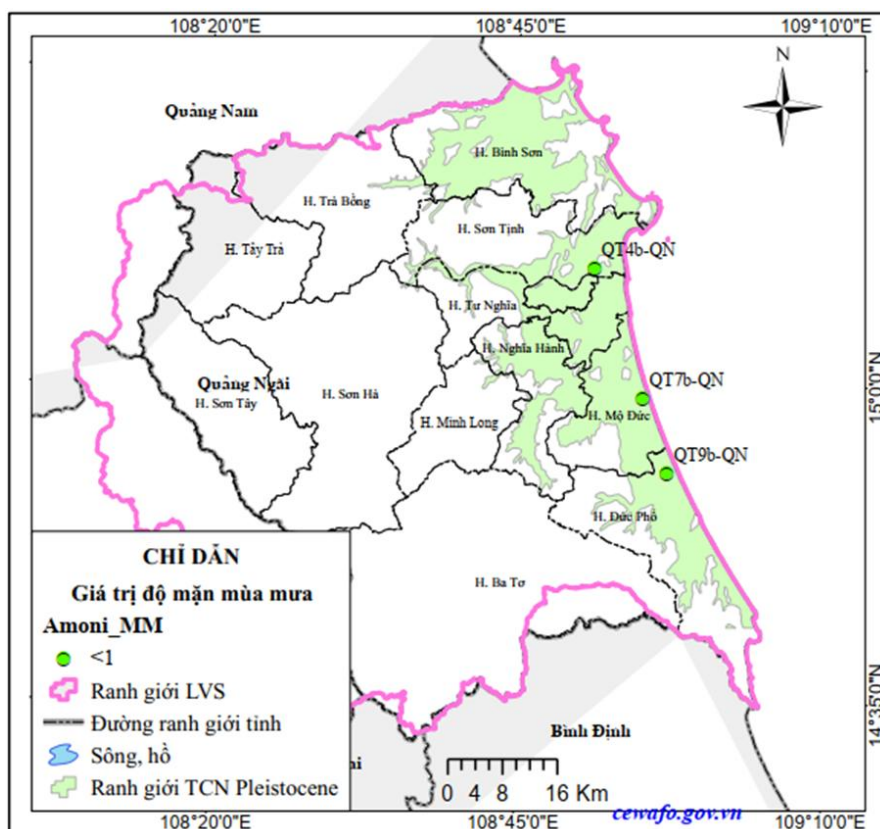 108°20'0"E
108°45'0"E
109°10'0"E
N
Quảng Nam
H. Bình Sơn
H. Trà Bồng
H. Sơn Tịnh
H. Tây Trà
QT4b-QN
H. Tư Nghĩa
H. Nghĩa Hành
15°0'0"N
Quảng Ngãi
H. Sơn Tây
H. Sơn Hà
QT7b-QN
H. Mộ Đức
H. Minh Long
QT9b-QN
H. Đức Phổ
CHỈ DẪN
Giá trị độ mặn mùa mưa
Amoni_MM
<1
Ranh giới LVS
Đường ranh giới tỉnh
Sông, hồ
Ranh giới TCN Pleistocene
H. Ba Tơ
14°35'0"N
Bình Định
0 4 8 16 Km
cewafo.gov.vn
108°20'0"E
108°45'0"E
109°10'0"E